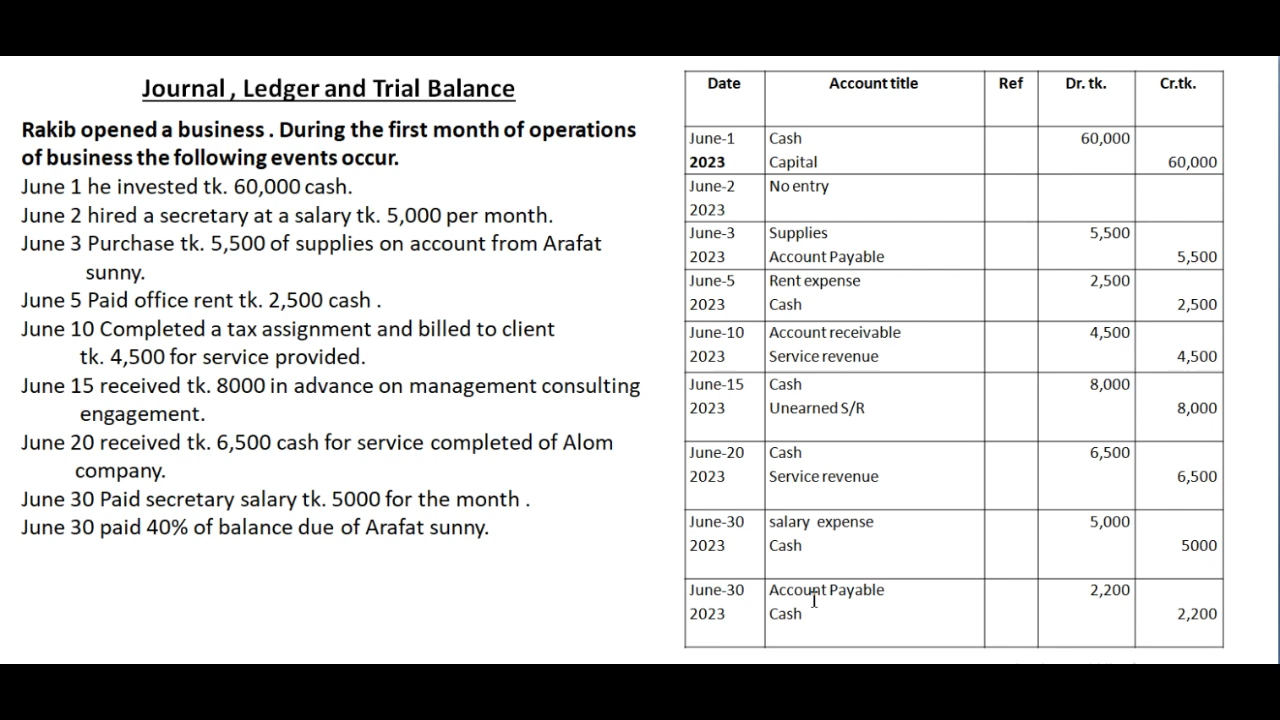 Journal , Ledger and Trial Balance
Rakib opened a business . During the first month of operations
of business the following events occur.
June 1 he invested tk. 60,000 cash.
June 2 hired a secretary at a salary tk. 5,000 per month.
June 3 Purchase tk. 5,500 of supplies on account from Arafat
sunny.
June 5 Paid office rent tk. 2,500 cash .
June 10 Completed a tax assignment and billed to client
tk. 4,500 for service provided.
June 15 received tk. 8000 in advance on management consulting
engagement.
June 20 received tk. 6,500 cash for service completed of Alom
company.
June 30 Paid secretary salary tk. 5000 for the month .
June 30 paid 40% of balance due of Arafat sunny.
Date Account title Ref Dr. tk. Cr.tk.
June-1 Cash 60,000
2023 Capital 60,000
June-2 No entry
2023
June-3 Supplies 5,500
2023 Account Payable 5,500
June-5 Rent expense 2,500
2023 Cash 2,500
June-10 Account receivable 4,500
2023 Service revenue 4,500
June-15 Cash 8,000
2023 Unearned S/R 8,000
June-20 Cash 6,500
2023 Service revenue 6,500
June-30 salary expense 5,000
2023 Cash 5000
June-30 Account Payable 2,200
2023 Cash 2,200